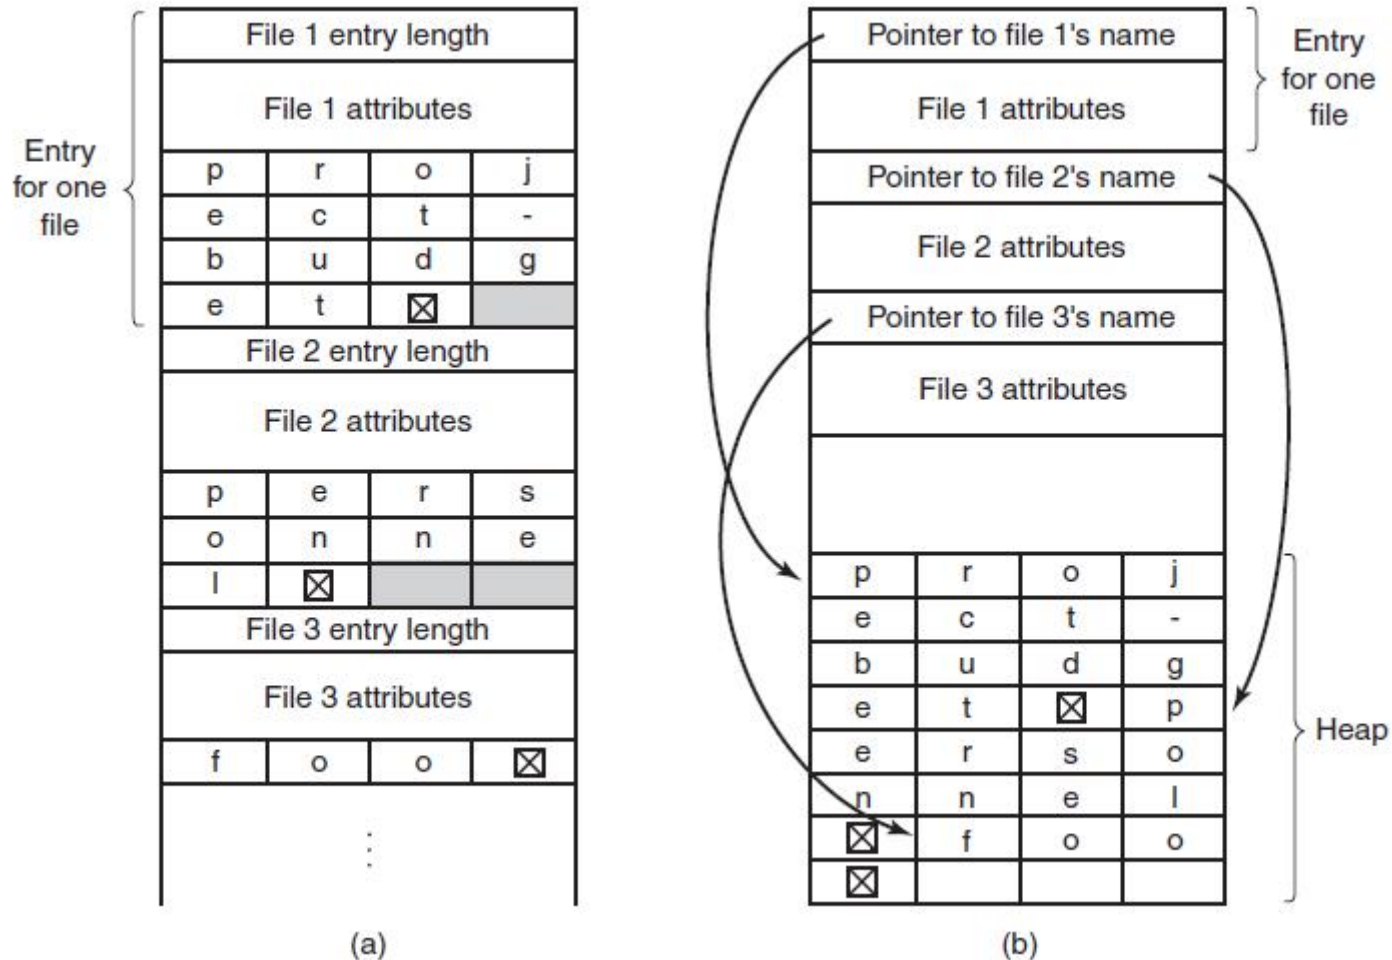 File 1 entry length
File 1 attributes
Entry
for one
file
p r o j
e c t -
b u d g
e t
File 2 entry length
File 2 attributes
p e r s
o n n e
l
File 3 entry length
File 3 attributes
f o o
(a)
Pointer to file 1's name
File 1 attributes
Entry
for one
file
Pointer to file 2's name
File 2 attributes
Pointer to file 3's name
File 3 attributes
p r o j
e c t -
b u d g
e t p
e r s o
n n e l
f o o
Heap
(b)